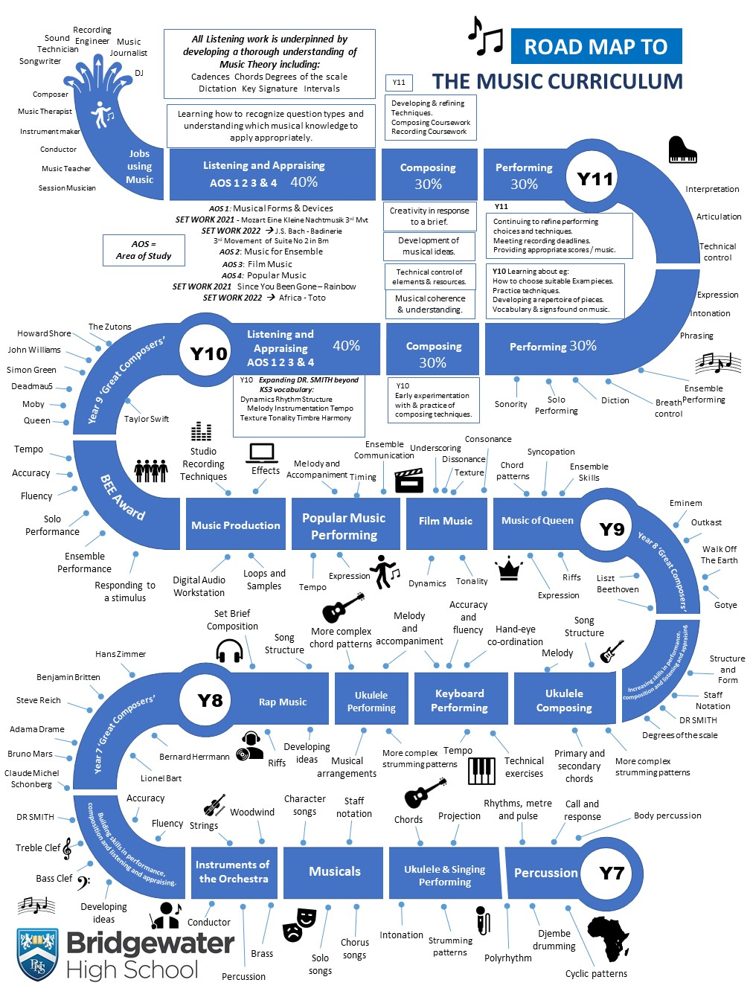 ROAD MAP TO
THE MUSIC CURRICULUM
Recording
Engineer
Sound
Technician
Music
Journalist
Songwriter
DJ
Composer
Music Therapist
Instrument maker
Conductor
Music Teacher
Session Musician
Jobs
using
Music
All Listening work is underpinned by
developing a thorough understanding of
Music Theory including:
Cadences Chords Degrees of the scale
Dictation Key Signature Intervals
Learning how to recognize question types and
understanding which musical knowledge to
apply appropriately.
Y11
Developing & refining
Techniques.
Composing Coursework
Recording Coursework
Listening and Appraising
AOS 1 2 3 & 4 40%
Composing
30%
Performing
30%
Y11
AOS 1: Musical Forms & Devices
SET WORK 2021 - Mozart Eine Kleine Nachtmusik 3rd Mvt
SET WORK 2022 → J.S. Bach - Badinerie
3rd Movement of Suite No 2 in Bm
AOS 2: Music for Ensemble
AOS 3: Film Music
AOS 4: Popular Music
SET WORK 2021 Since You Been Gone – Rainbow
SET WORK 2022 → Africa - Toto
AOS =
Area of Study
Creativity in response
to a brief.
Development of
musical ideas.
Technical control of
elements & resources.
Musical coherence
& understanding.
Y11
Continuing to refine performing
choices and techniques.
Meeting recording deadlines.
Providing appropriate scores / music.
Y10 Learning about eg:
How to choose suitable Exam pieces.
Practice techniques.
Developing a repertoire of pieces.
Vocabulary & signs found on music.
Interpretation
Articulation
Technical
control
Expression
Intonation
Phrasing
Ensemble
Performing
Breath
control
Diction
Solo
Performing
Sonority
Performing 30%
Composing
30%
Listening and
Appraising
AOS 1 2 3 & 4
40%
Y10
Y10
Early experimentation
with & practice of
composing techniques.
Y10 Expanding DR. SMITH beyond
KS3 vocabulary:
Dynamics Rhythm Structure
Melody Instrumentation Tempo
Texture Tonality Timbre Harmony
The Zutons
Howard Shore
John Williams
Simon Green
Deadmau5
Moby
Queen
Taylor Swift
Year 9 'Great Composers'
BEE Award
Tempo
Accuracy
Fluency
Solo
Performance
Ensemble
Performance
Responding to
a stimulus
Studio
Recording
Techniques
Effects
Melody and
Accompaniment
Timing
Ensemble
Communication
Underscoring
Dissonance
Texture
Consonance
Chord
patterns
Syncopation
Ensemble
Skills
Music Production
Popular Music
Performing
Film Music
Music of Queen
Y9
Digital Audio
Workstation
Loops and
Samples
Tempo
Expression
Dynamics
Tonality
Expression
Riffs
Liszt
Beethoven
Eminem
Outkast
Walk Off
The Earth
Gotye
Year 8 'Great Composers'
Increasing skills in performance,
composition and listening and appraising
Structure
and
Form
Staff
Notation
DR SMITH
Degrees of the scale
Set Brief
Composition
Song
Structure
More complex
chord patterns
Melody
and
accompaniment
Accuracy
and
fluency
Hand-eye
co-ordination
Melody
Song
Structure
Y8
Rap Music
Ukulele
Performing
Keyboard
Performing
Ukulele
Composing
Riffs
Developing
ideas
Musical
arrangements
More complex
strumming patterns
Tempo
Technical
exercises
Primary and
secondary
chords
More complex
strumming patterns
Hans Zimmer
Benjamin Britten
Steve Reich
Adama Drame
Bruno Mars
Claude Michel
Schonberg
Bernard Herrmann
Lionel Bart
Year 7 'Great Composers'
Building skills in performance,
composition and listening and appraising.
DR SMITH
Treble Clef
Bass Clef
Developing
ideas
Accuracy
Fluency
Strings
Woodwind
Character
songs
Staff
notation
Chords
Projection
Rhythms, metre
and pulse
Call and
response
Body percussion
Instruments of
the Orchestra
Musicals
Ukulele & Singing
Performing
Percussion
Y7
Conductor
Percussion
Brass
Solo
songs
Chorus
songs
Intonation
Strumming
patterns
Polyrhythm
Djembe
drumming
Cyclic patterns
BHS
Bridgewater
High School